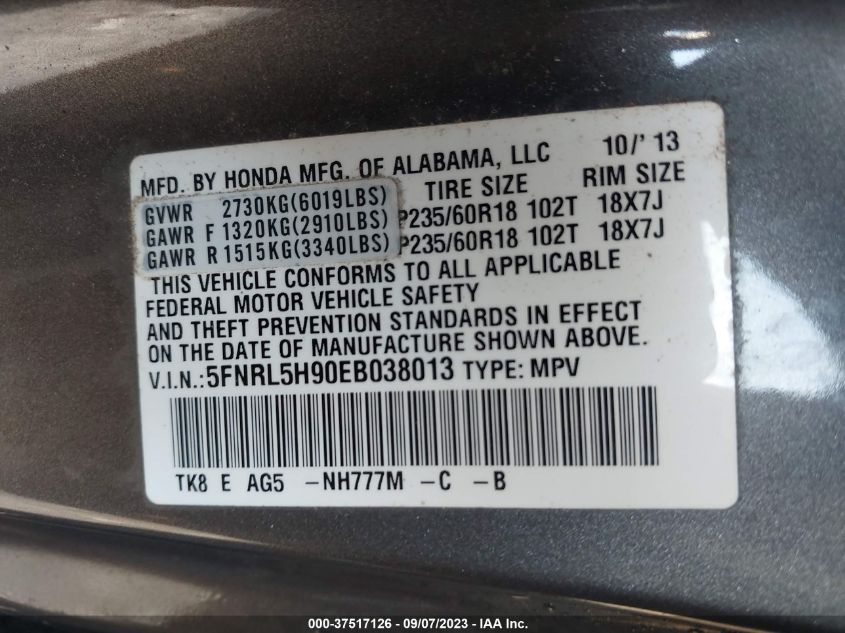 MFD. BY HONDA MFG. OF ALABAMA, LLC 10/' 13
TIRE SIZE RIM SIZE
GVWR 2730KG(6019LBS)
GAWR F 1320KG(2910LBS) P235/60R18 102T 18X7J
GAWR R 1515KG(3340LBS) P235/60R18 102T 18X7J
THIS VEHICLE CONFORMS TO ALL APPLICABLE
FEDERAL MOTOR VEHICLE SAFETY
AND THEFT PREVENTION STANDARDS IN EFFECT
ON THE DATE OF MANUFACTURE SHOWN ABOVE.
V.I.N.:5FNRL5H90EB038013 TYPE: MPV
TK8 E AG5 -NH777M -C -B
000-37517126 - 09/07/2023 - IAA Inc.